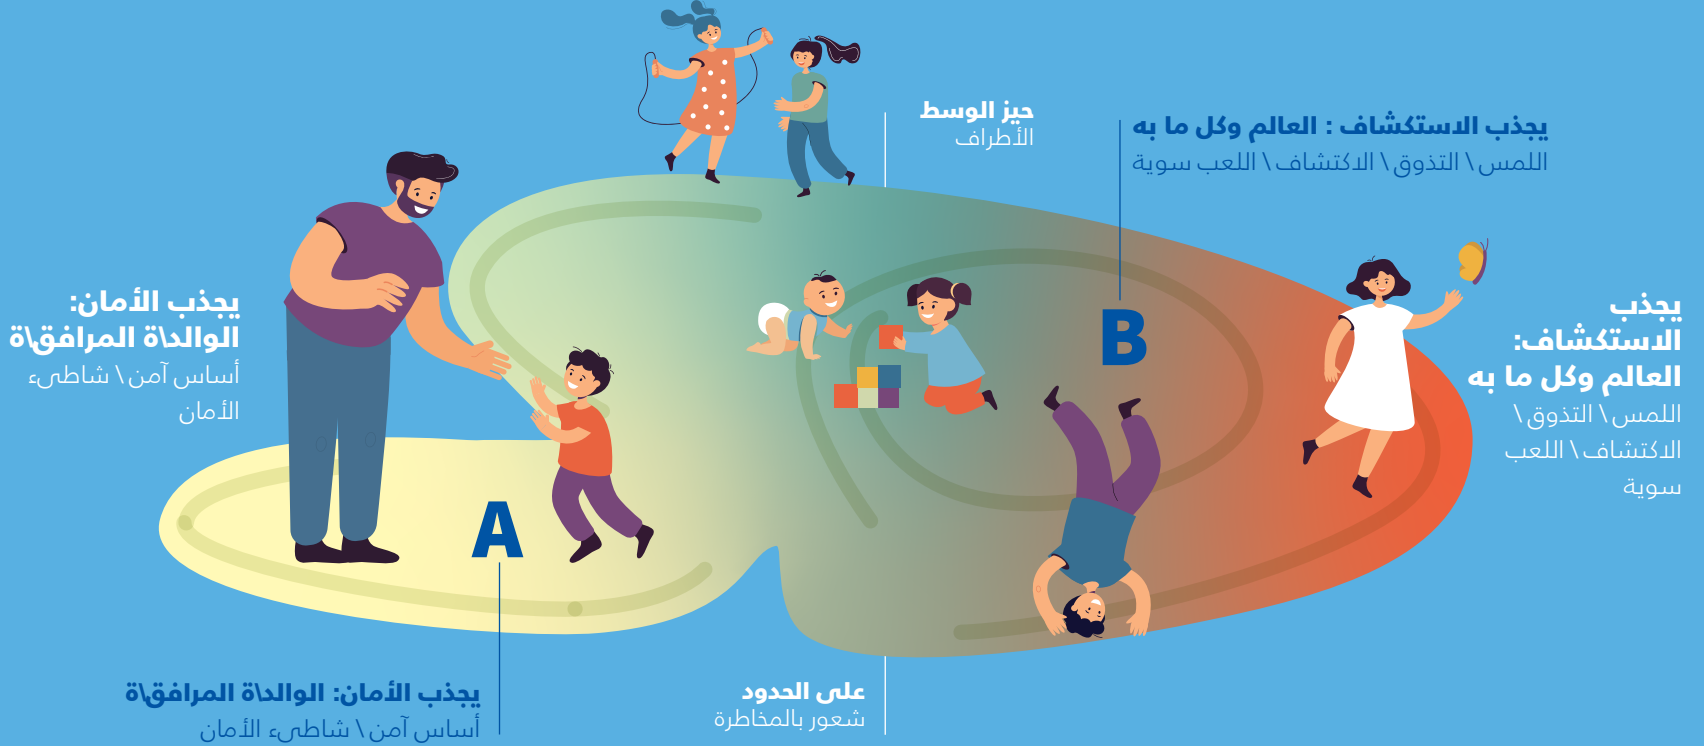 حيز الوسط
الأطراف
يجذب الاستكشاف : العالم وكل ما به
اللمس \ التذوق \ الاكتشاف \ اللعب سوية
يجذب
الاستكشاف:
العالم وكل ما به
اللمس \ التذوق \
الاكتشاف \ اللعب
سوية
يجذب الأمان:
الوالد\ة المرافق\ة
أساس آمن \ شاطىء
الأمان
B
A
على الحدود
شعور بالمخاطرة
يجذب الأمان: الوالد\ة المرافق\ة
أساس آمن \ شاطىء الأمان